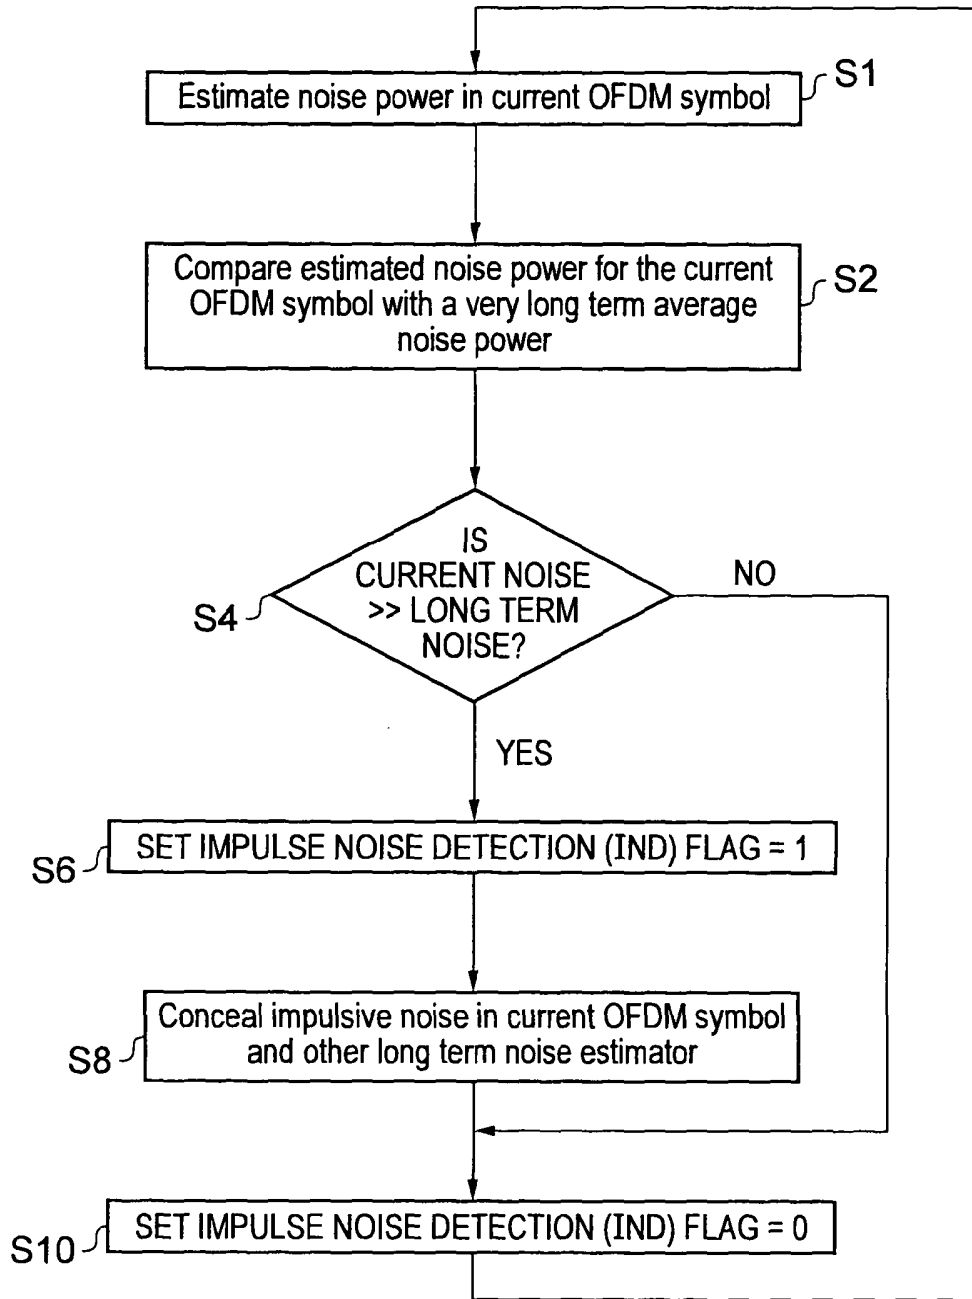 Estimate noise power in current OFDM symbol
S1
Compare estimated noise power for the current
OFDM symbol with a very long term average
noise power
S2
IS
CURRENT NOISE
>> LONG TERM
NOISE?
S4
NO
YES
SET IMPULSE NOISE DETECTION (IND) FLAG = 1
S6
Conceal impulsive noise in current OFDM symbol
and other long term noise estimator
S8
SET IMPULSE NOISE DETECTION (IND) FLAG = 0
S10